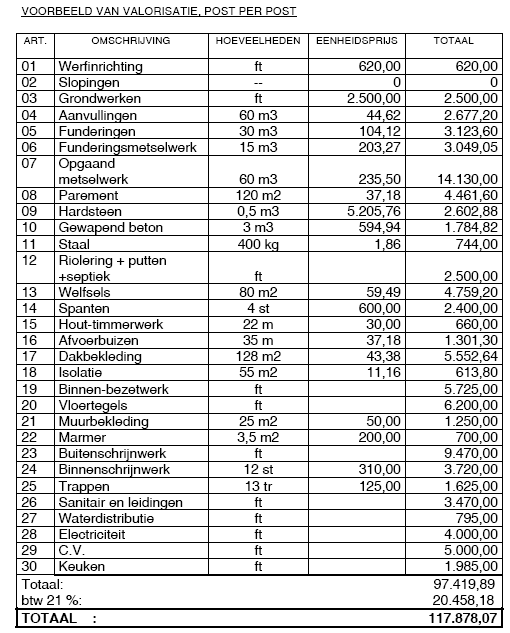 VOORBEELD VAN VALORISATIE, POST PER POST
ART. OMSCHRIJVING HOEVEELHEDEN EENHEIDSPRIJS TOTAAL
01 Werfinrichting ft 620,00 620,00
02 Slopingen -- 0 0
03 Grondwerken ft 2.500,00 2.500,00
04 Aanvullingen 60 m3 44,62 2.677,20
05 Funderingen 30 m3 104,12 3.123,60
06 Funderingsmetselwerk 15 m3 203,27 3.049,05
07 Opgaand
metselwerk 60 m3 235,50 14.130,00
08 Parement 120 m2 37,18 4.461,60
09 Hardsteen 0,5 m3 5.205,76 2.602,88
10 Gewapend beton 3 m3 594,94 1.784,82
11 Staal 400 kg 1,86 744,00
12 Riolering + putten
+septiek ft 2.500,00
13 Welfsels 80 m2 59,49 4.759,20
14 Spanten 4 st 600,00 2.400,00
15 Hout-timmerwerk 22 m 30,00 660,00
16 Afvoerbuizen 35 m 37,18 1.301,30
17 Dakbekleding 128 m2 43,38 5.552,64
18 Isolatie 55 m2 11,16 613,80
19 Binnen-bezetwerk ft 5.725,00
20 Vloertegels ft 6.200,00
21 Muurbekleding 25 m2 50,00 1.250,00
22 Marmer 3,5 m2 200,00 700,00
23 Buitenschrijnwerk ft 9.470,00
24 Binnenschrijnwerk 12 st 310,00 3.720,00
25 Trappen 13 tr 125,00 1.625,00
26 Sanitair en leidingen ft 3.470,00
27 Waterdistributie ft 795,00
28 Electriciteit ft 4.000,00
29 C.V. ft 5.000,00
30 Keuken ft 1.985,00
Totaal: 97.419,89
btw 21 %: 20.458,18
TOTAAL : 117.878,07